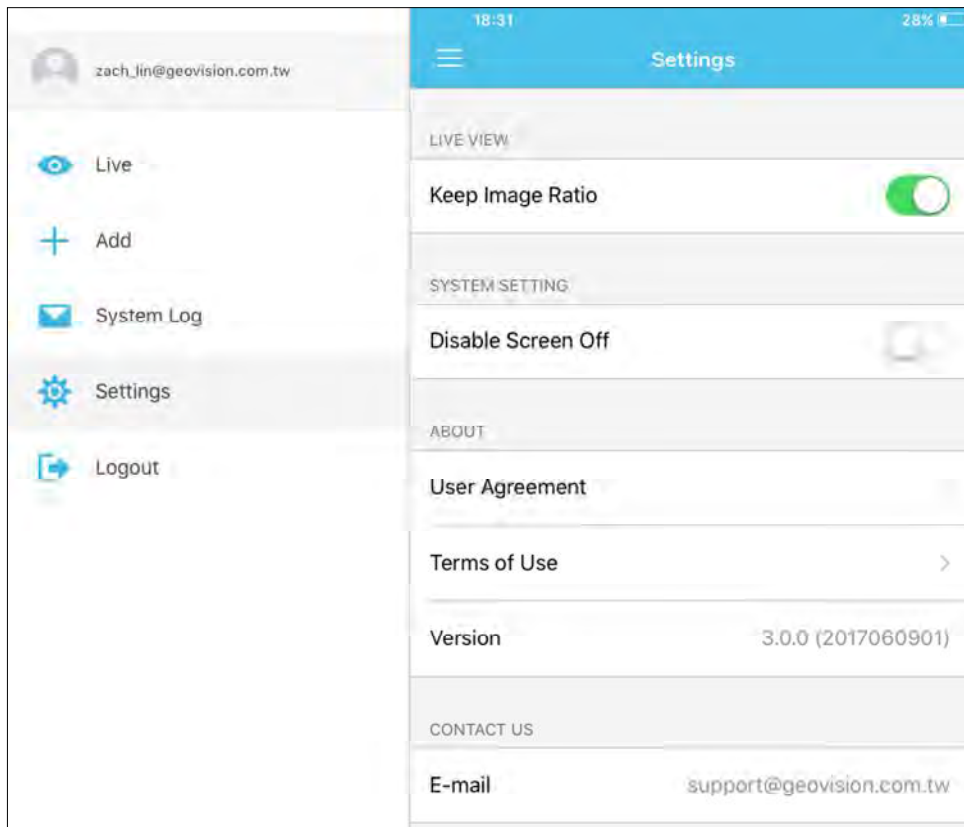 zach_lin@geovision.com.tw
Live
Add
System Log
Settings
Logout
18:31
28%
Settings
LIVE VIEW
Keep Image Ratio
SYSTEM SETTING
Disable Screen Off
ABOUT
User Agreement
Terms of Use
Version 3.0.0 (2017060901)
CONTACT US
E-mail support@geovision.com.tw